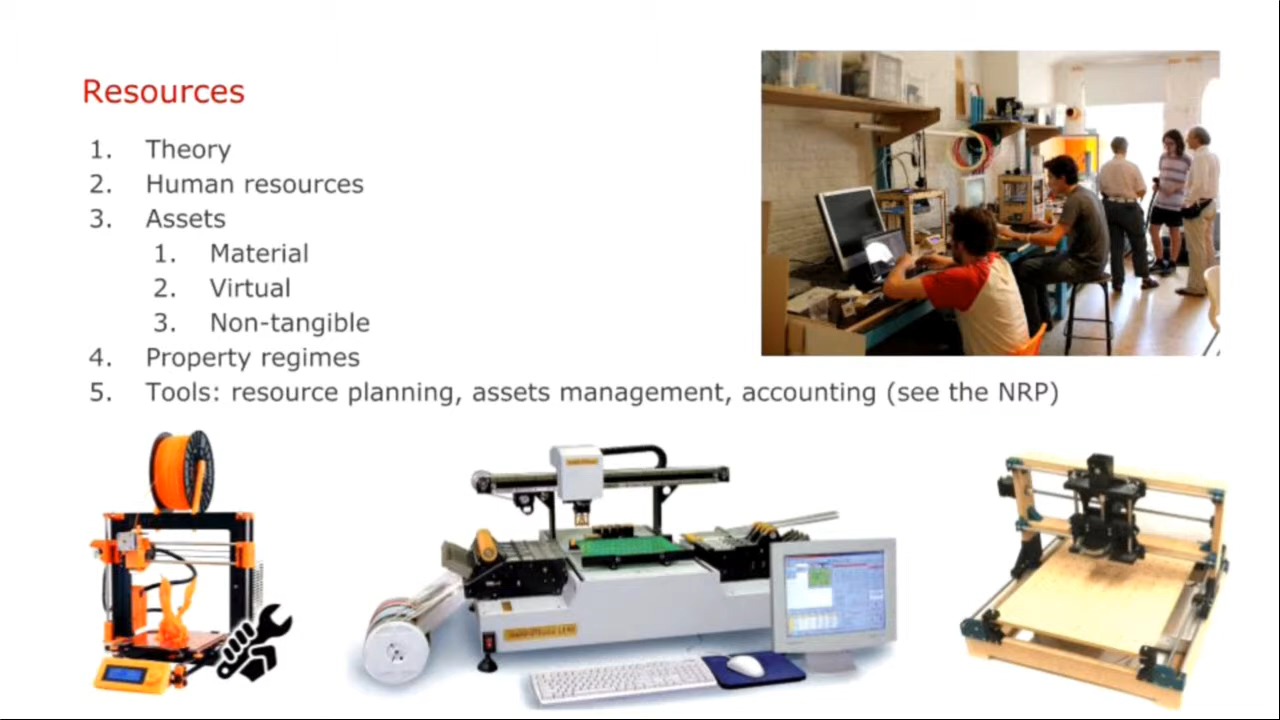 Resources
1. Theory
2. Human resources
3. Assets
1. Material
2. Virtual
3. Non-tangible
4. Property regimes
5. Tools: resource planning, assets management, accounting (see the NRP)